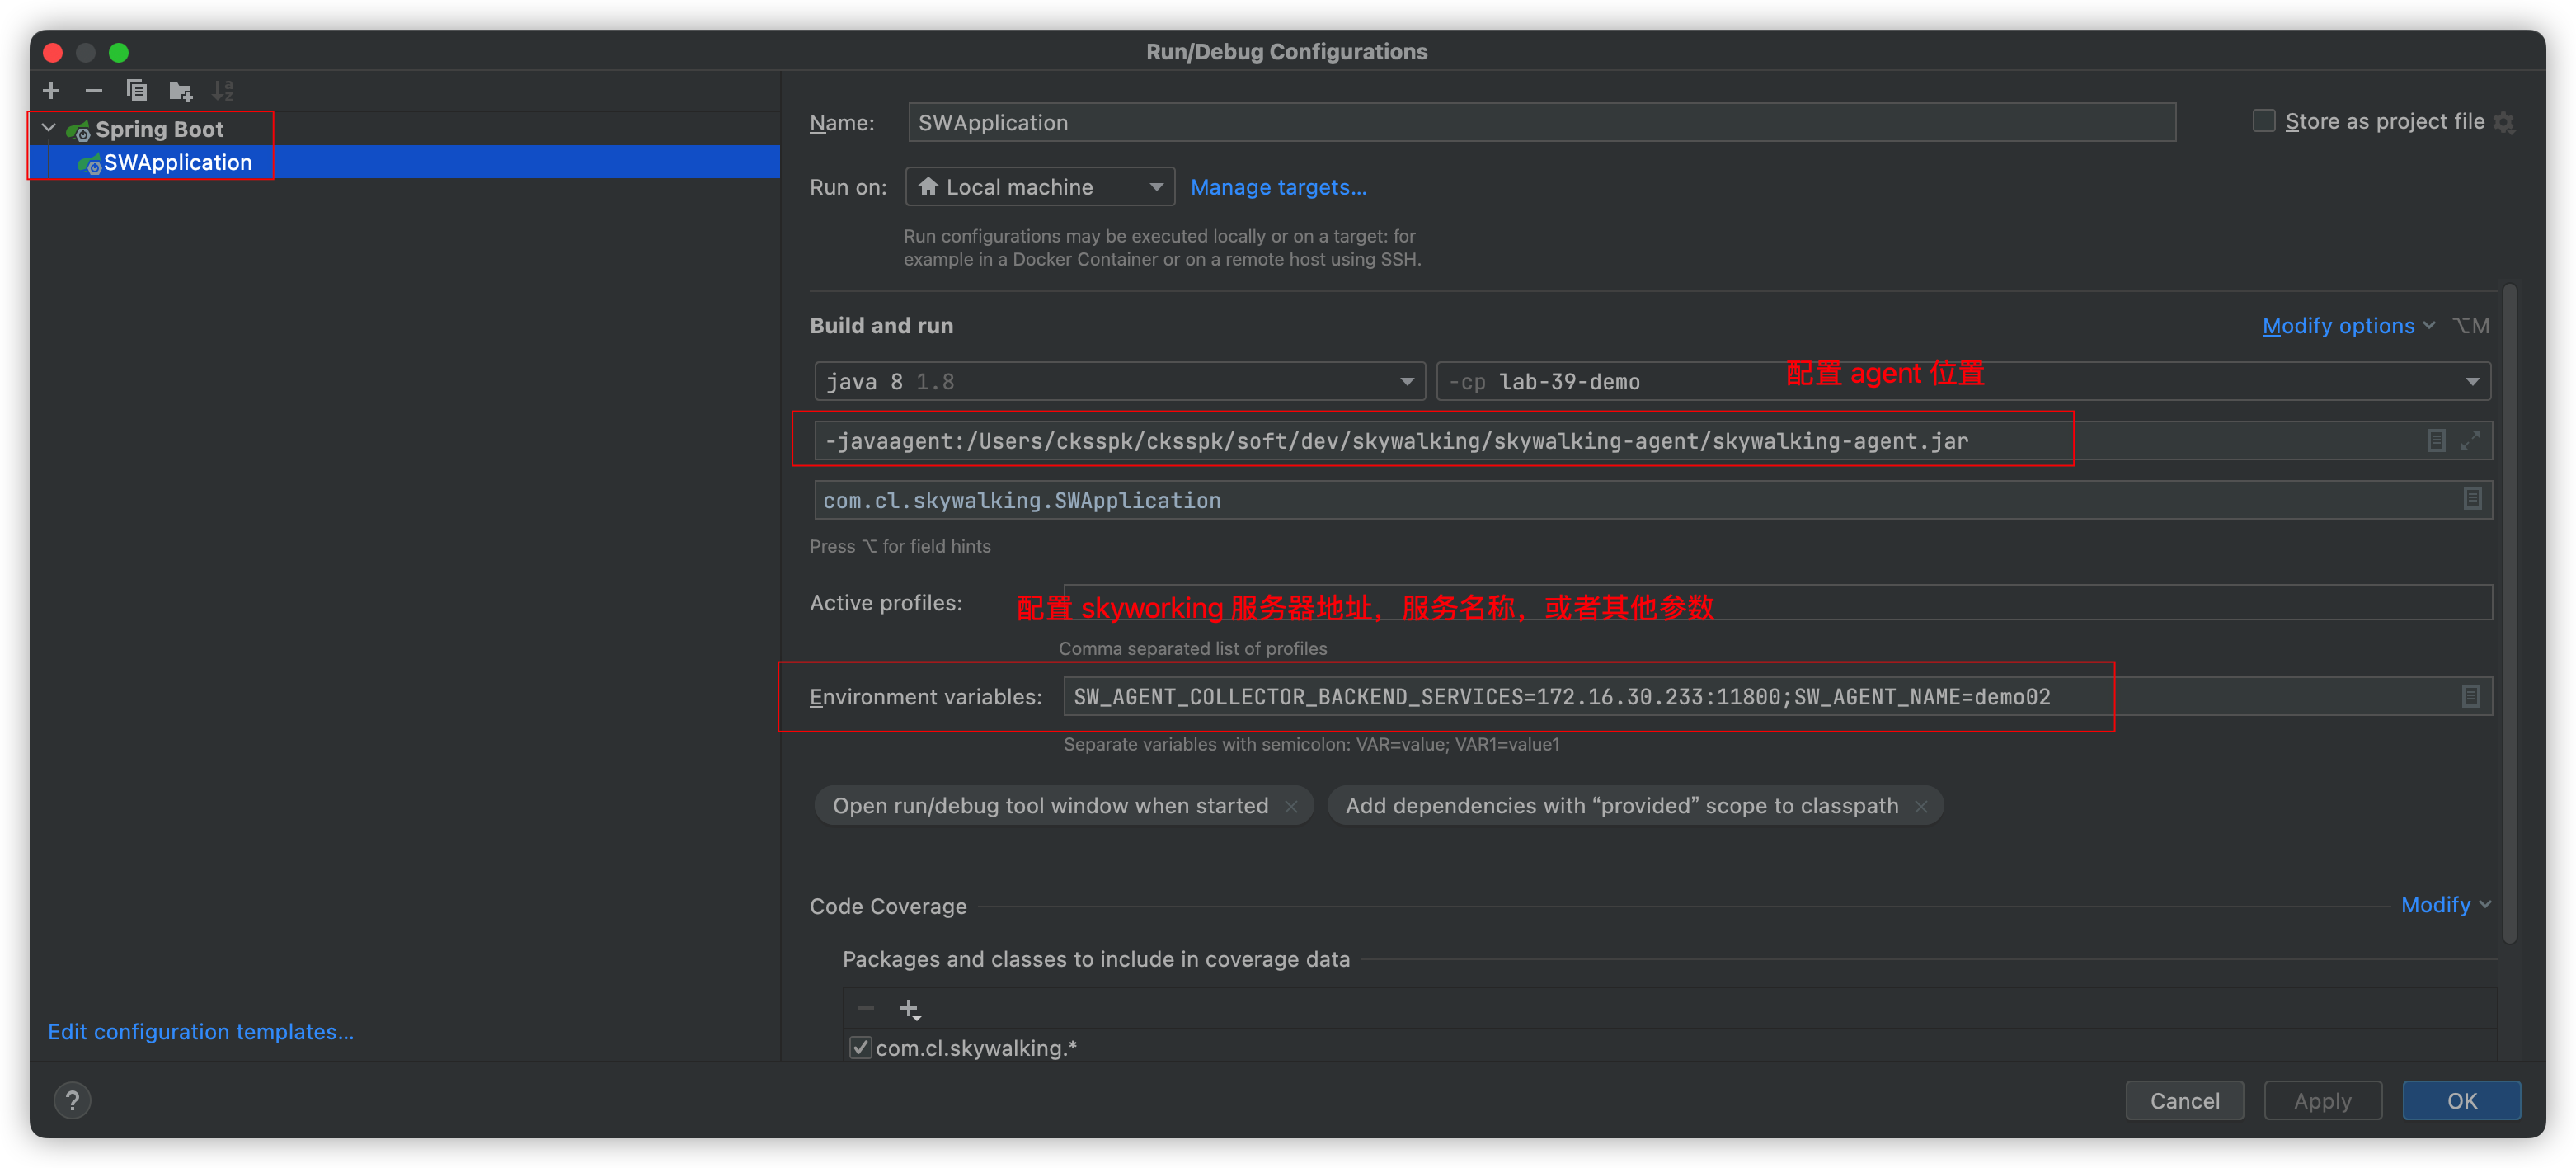 Run/Debug Configurations
Spring Boot
SWApplication
Name: SWApplication
Store as project file
Run on: Local machine Manage targets...
Run configurations may be executed locally or on a target: for
example in a Docker Container or on a remote host using SSH.
Build and run
Modify options ⌥M
java 8 1.8
-cp lab-39-demo
配置 agent 位置
-javaagent:/Users/cksspk/cksspk/soft/dev/skywalking/skywalking-agent/skywalking-agent.jar
com.cl.skywalking.SWApplication
Press ⌥ for field hints
Active profiles:
配置 skyworking 服务器地址，服务名称，或者其他参数
Comma separated list of profiles
Environment variables: SW_AGENT_COLLECTOR_BACKEND_SERVICES=172.16.30.233:11800;SW_AGENT_NAME=demo02
Separate variables with semicolon: VAR=value; VAR1=value1
Open run/debug tool window when started ×
Add dependencies with “provided” scope to classpath ×
Code Coverage
Modify
Packages and classes to include in coverage data
com.cl.skywalking.*
Edit configuration templates...
?
Cancel
Apply
OK